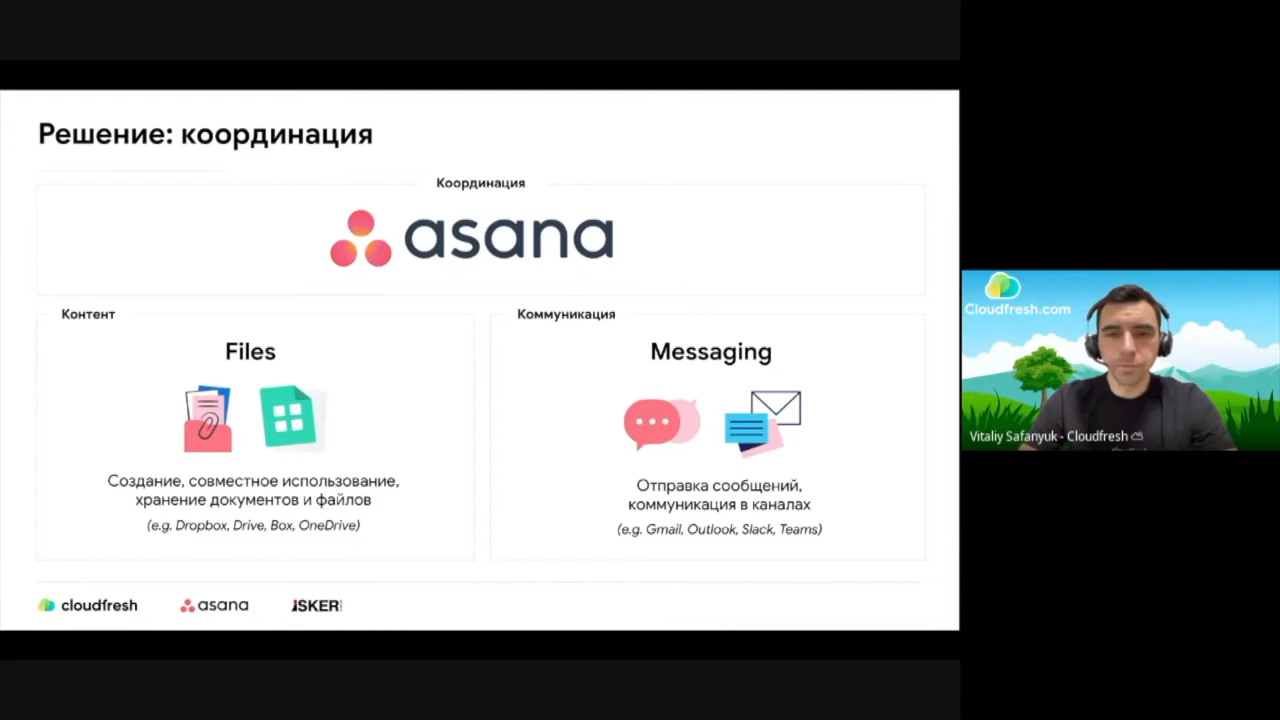 Решение: координация
Координация
asana
Контент
Files
Создание, совместное использование,
хранение документов и файлов
(e.g. Dropbox, Drive, Box, OneDrive)
Коммуникация
Messaging
Отправка сообщений,
коммуникация в каналах
(e.g. Gmail, Outlook, Slack, Teams)
cloudfresh
asana
ISKER
Cloudfresh.com
Vitaliy Safanyuk - Cloudfresh